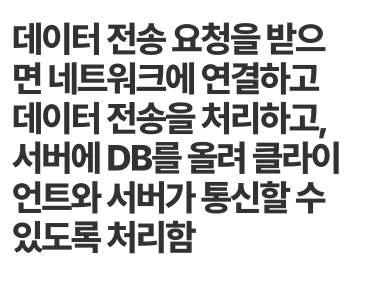 데이터 전송 요청을 받으
면 네트워크에 연결하고
데이터 전송을 처리하고,
서버에 DB를 올려 클라이
언트와 서버가 통신할 수
있도록 처리함